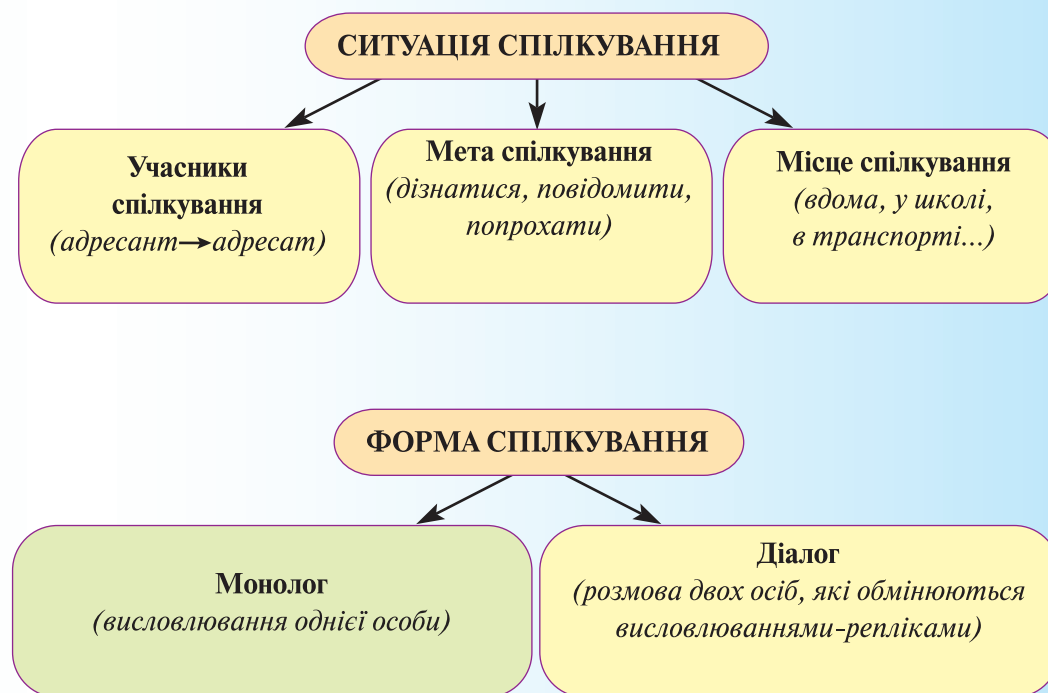 СИТУАЦІЯ СПІЛКУВАННЯ
Учасники
спілкування
(адресант→адресат)
Мета спілкування
(дізнатися, повідомити,
попрохати)
Місце спілкування
(вдома, у школі,
в транспорті...)
ФОРМА СПІЛКУВАННЯ
Монолог
(висловлювання однієї особи)
Діалог
(розмова двох осіб, які обмінюються
висловлюваннями-репліками)